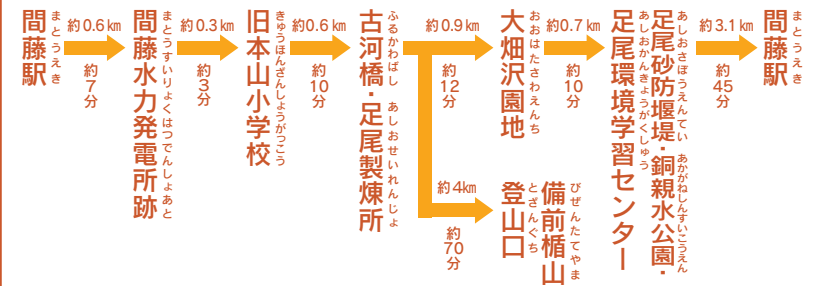 間藤駅
まとうえき
約0.6㎞
約7分
間藤水力発電所跡
まとうすいりょくはつでんしょあと
約0.3㎞
約3分
旧本山小学校
きゅうほんざんしょうがっこう
約0.6㎞
約10分
古河橋・足尾製煉所
ふるかわばし あしおせいれんじょ
約0.9㎞
約12分
大畑沢園地
おおはたさわえんち
約0.7㎞
約10分
足尾砂防堰堤・銅親水公園・
あしおさぼうえんてい あかがねしんすいこうえん
足尾環境学習センター
あしおかんきょうがくしゅう
約3.1㎞
約45分
間藤駅
まとうえき
約4㎞
約70分
備前楯山
びぜんたてやま
登山口
とざんぐち